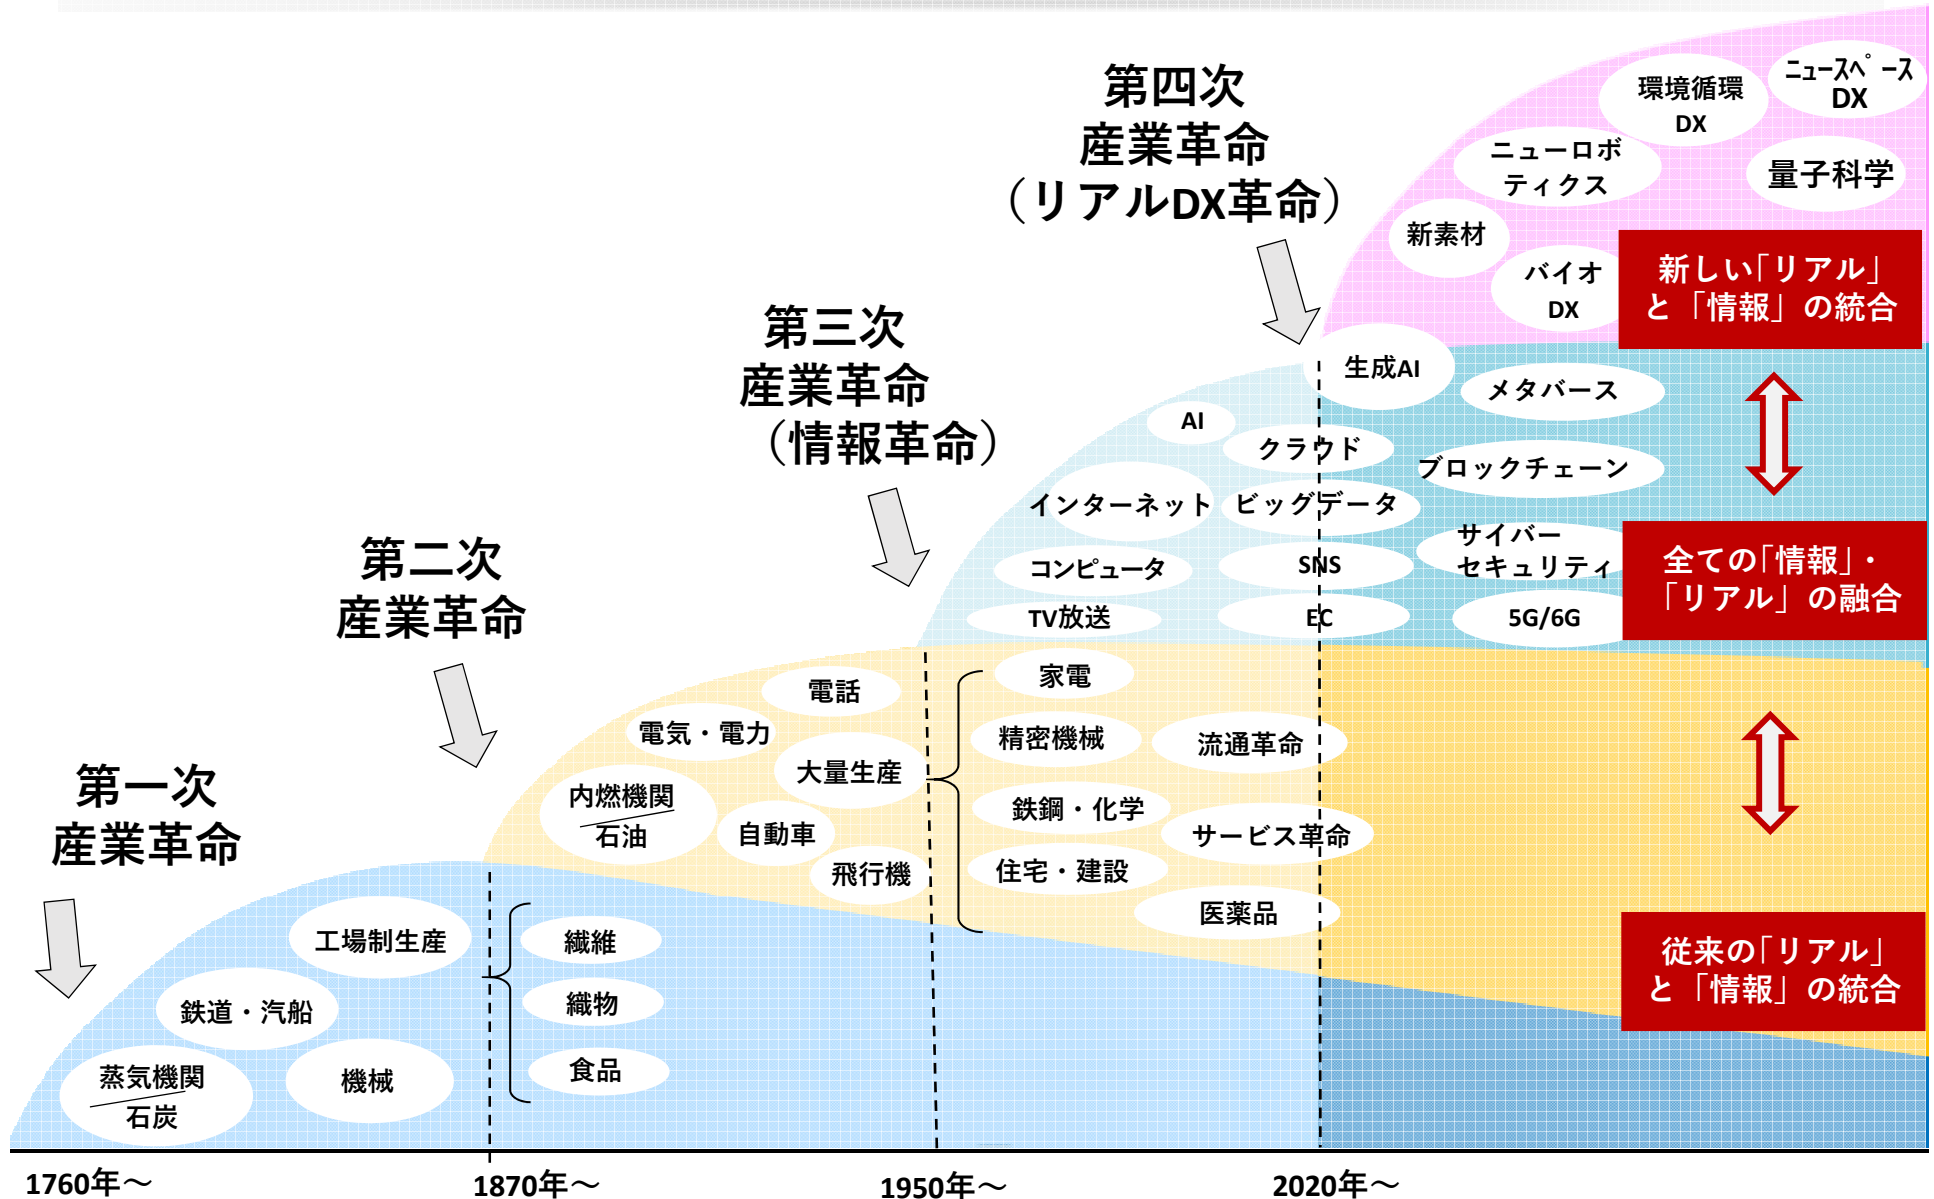 第四次
産業革命
（リアルDX革命）
第三次
産業革命
（情報革命）
第二次
産業革命
第一次
産業革命
ニュースペース
DX
環境循環
DX
ニューロボ
ティクス
量子科学
新素材
バイオ
DX
新しい「リアル」
と「情報」の統合
生成AI
メタバース
AI
クラウド
ブロックチェーン
インターネット
ビッグデータ
サイバー
セキュリティ
コンピュータ
SNS
TV放送
EC
5G/6G
全ての「情報」・
「リアル」の融合
電話
家電
電気・電力
精密機械
流通革命
大量生産
内燃機関
石油
鉄鋼・化学
自動車
サービス革命
飛行機
住宅・建設
医薬品
従来の「リアル」
と「情報」の統合
工場制生産
繊維
鉄道・汽船
織物
蒸気機関
石炭
機械
食品
1760年～
1870年～
1950年～
2020年～